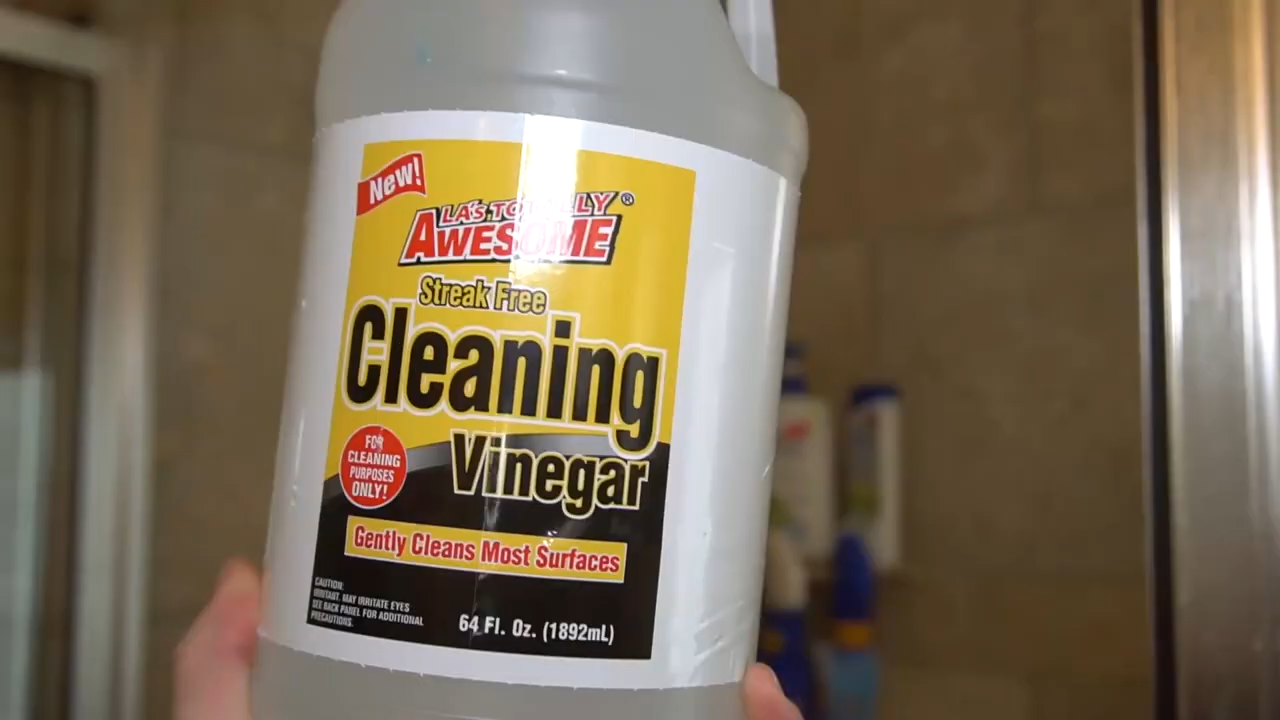 New!
LA'S TOTALLY
AWESOME®
Streak Free
Cleaning
Vinegar
FOR
CLEANING
PURPOSES
ONLY!
Gently Cleans Most Surfaces
CAUTION:
IRRITANT. MAY IRRITATE EYES
SEE BACK PANEL FOR ADDITIONAL
PRECAUTIONS.
64 Fl. Oz. (1892mL)